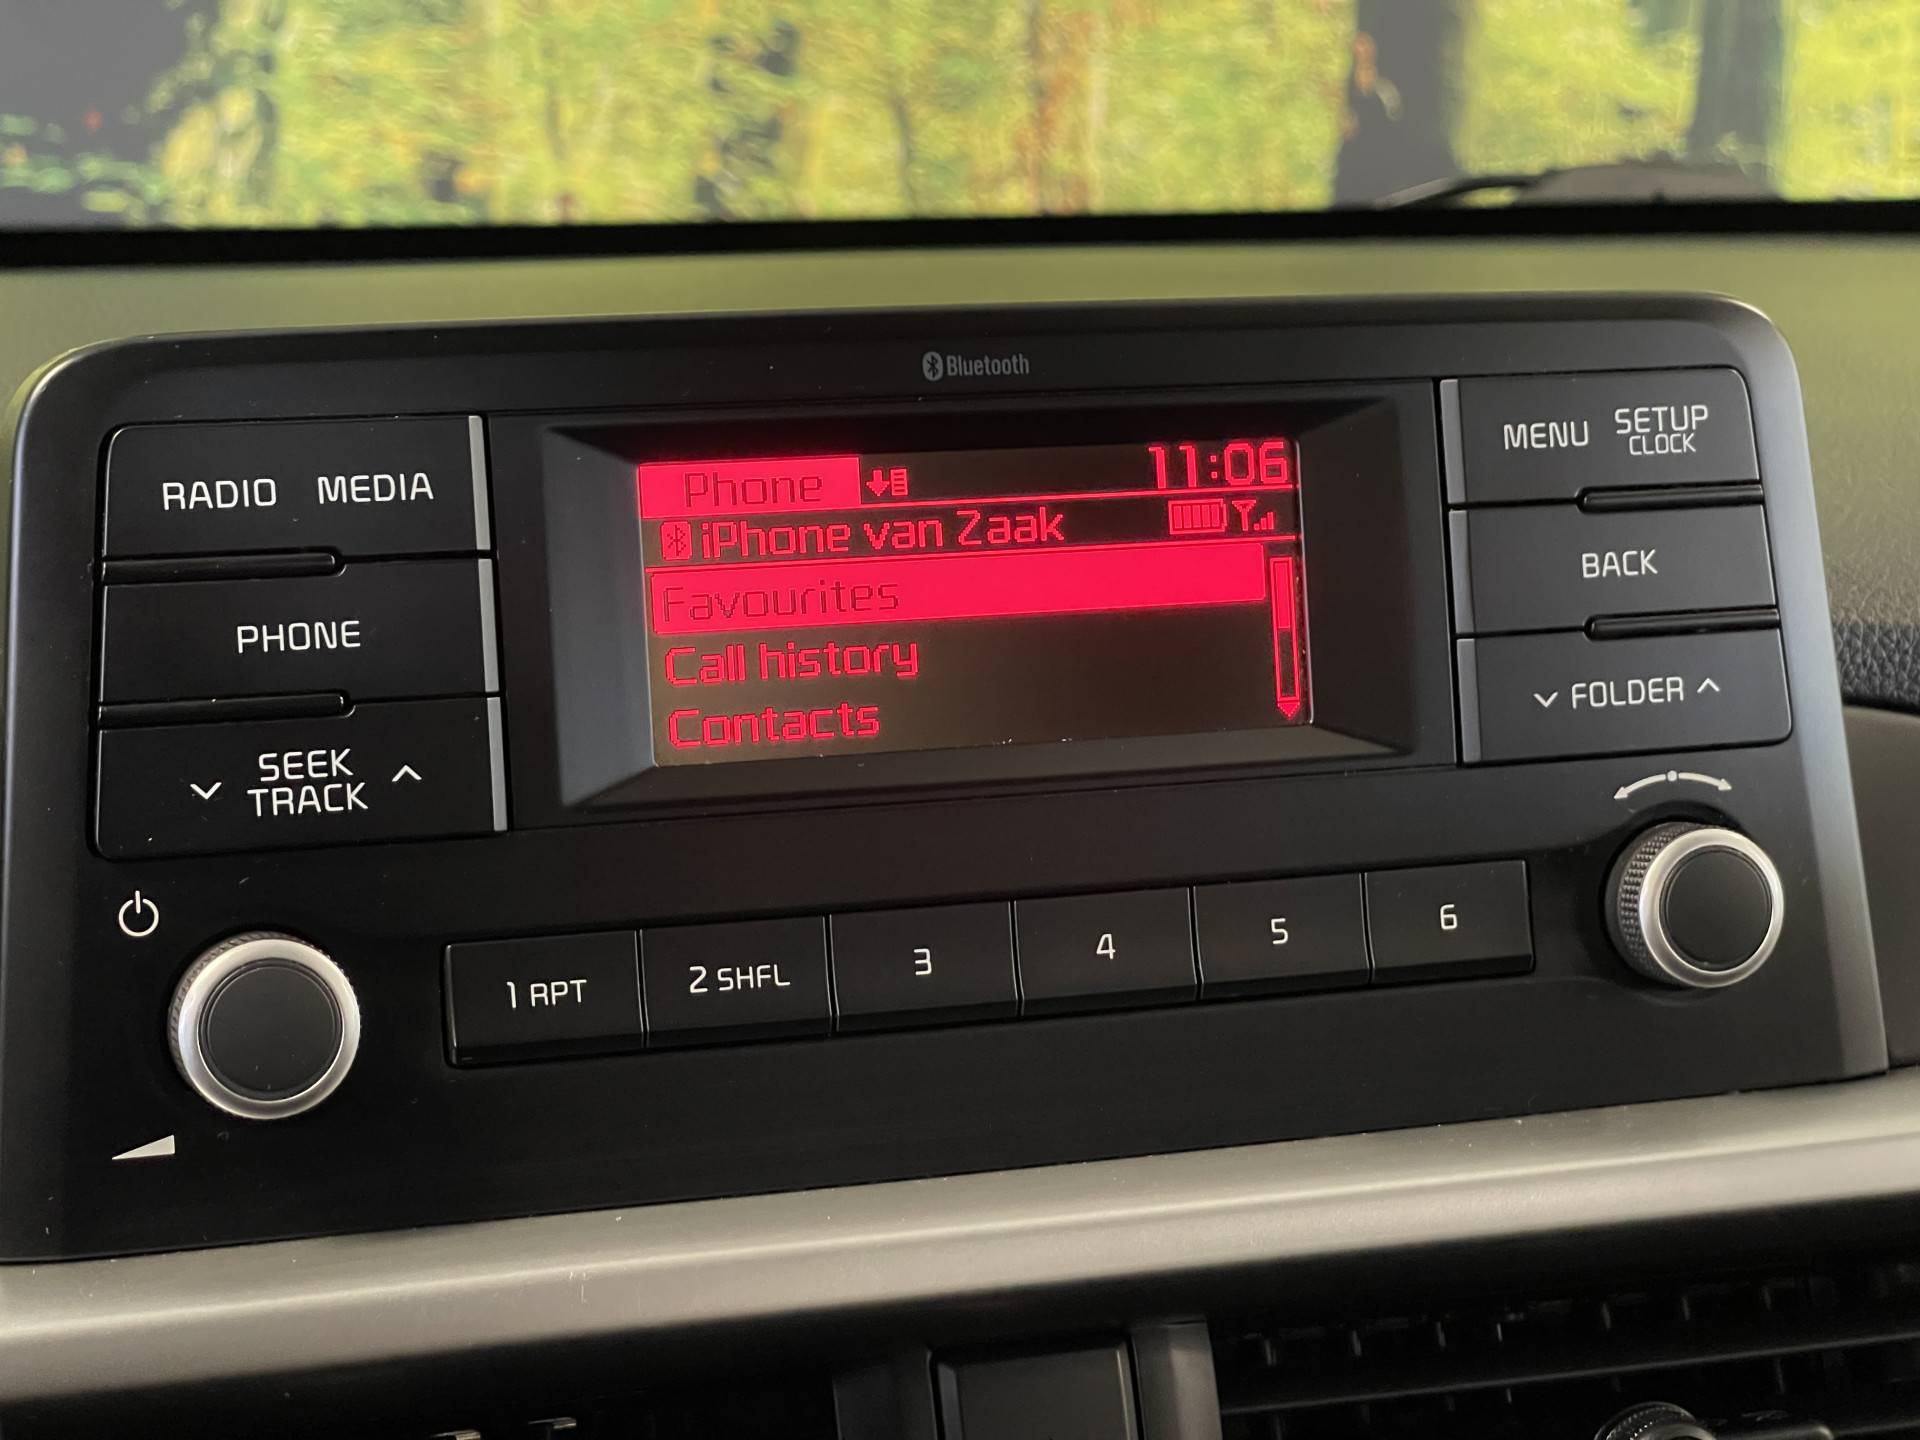 Bluetooth
RADIO MEDIA
PHONE
SEEK
TRACK
Phone 11:06
iPhone van Zaak
Favourites
Call history
Contacts
MENU SETUP
CLOCK
BACK
FOLDER
1 RPT 2 SHFL 3 4 5 6